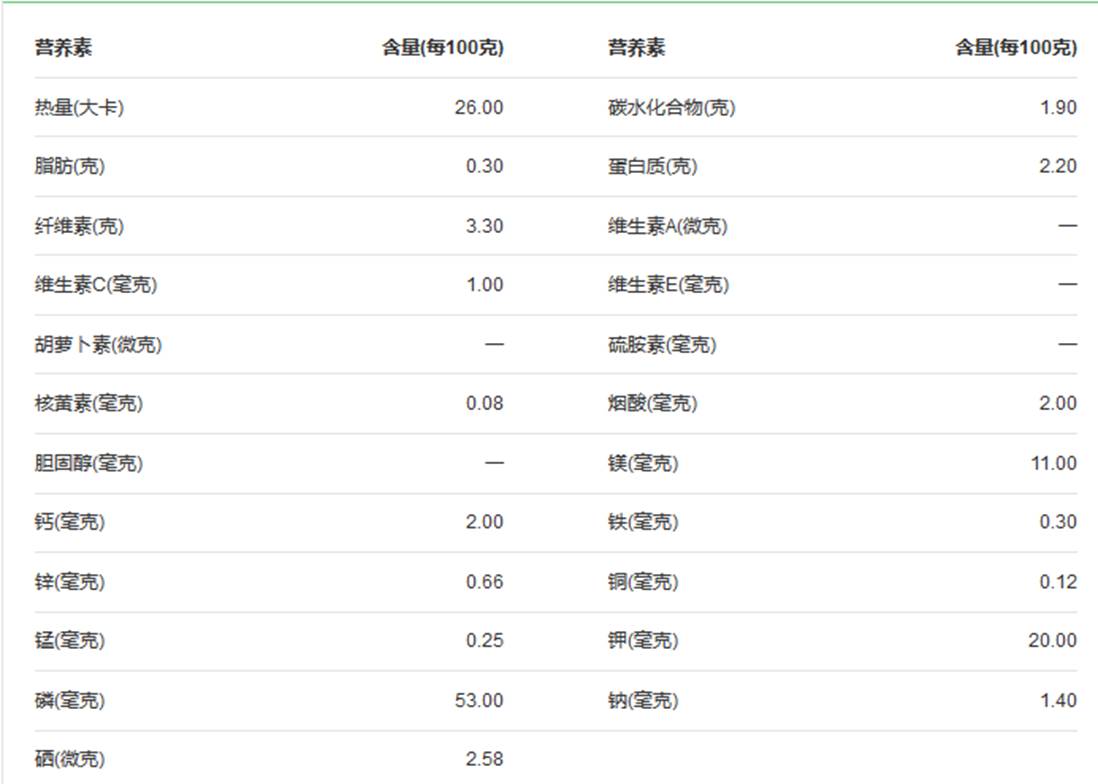 营养素 含量(每100克) 营养素 含量(每100克)
热量(大卡) 26.00 碳水化合物(克) 1.90
脂肪(克) 0.30 蛋白质(克) 2.20
纤维素(克) 3.30 维生素A(微克) —
维生素C(毫克) 1.00 维生素E(毫克) —
胡萝卜素(微克) — 硫胺素(毫克) —
核黄素(毫克) 0.08 烟酸(毫克) 2.00
胆固醇(毫克) — 镁(毫克) 11.00
钙(毫克) 2.00 铁(毫克) 0.30
锌(毫克) 0.66 铜(毫克) 0.12
锰(毫克) 0.25 钾(毫克) 20.00
磷(毫克) 53.00 钠(毫克) 1.40
硒(微克) 2.58